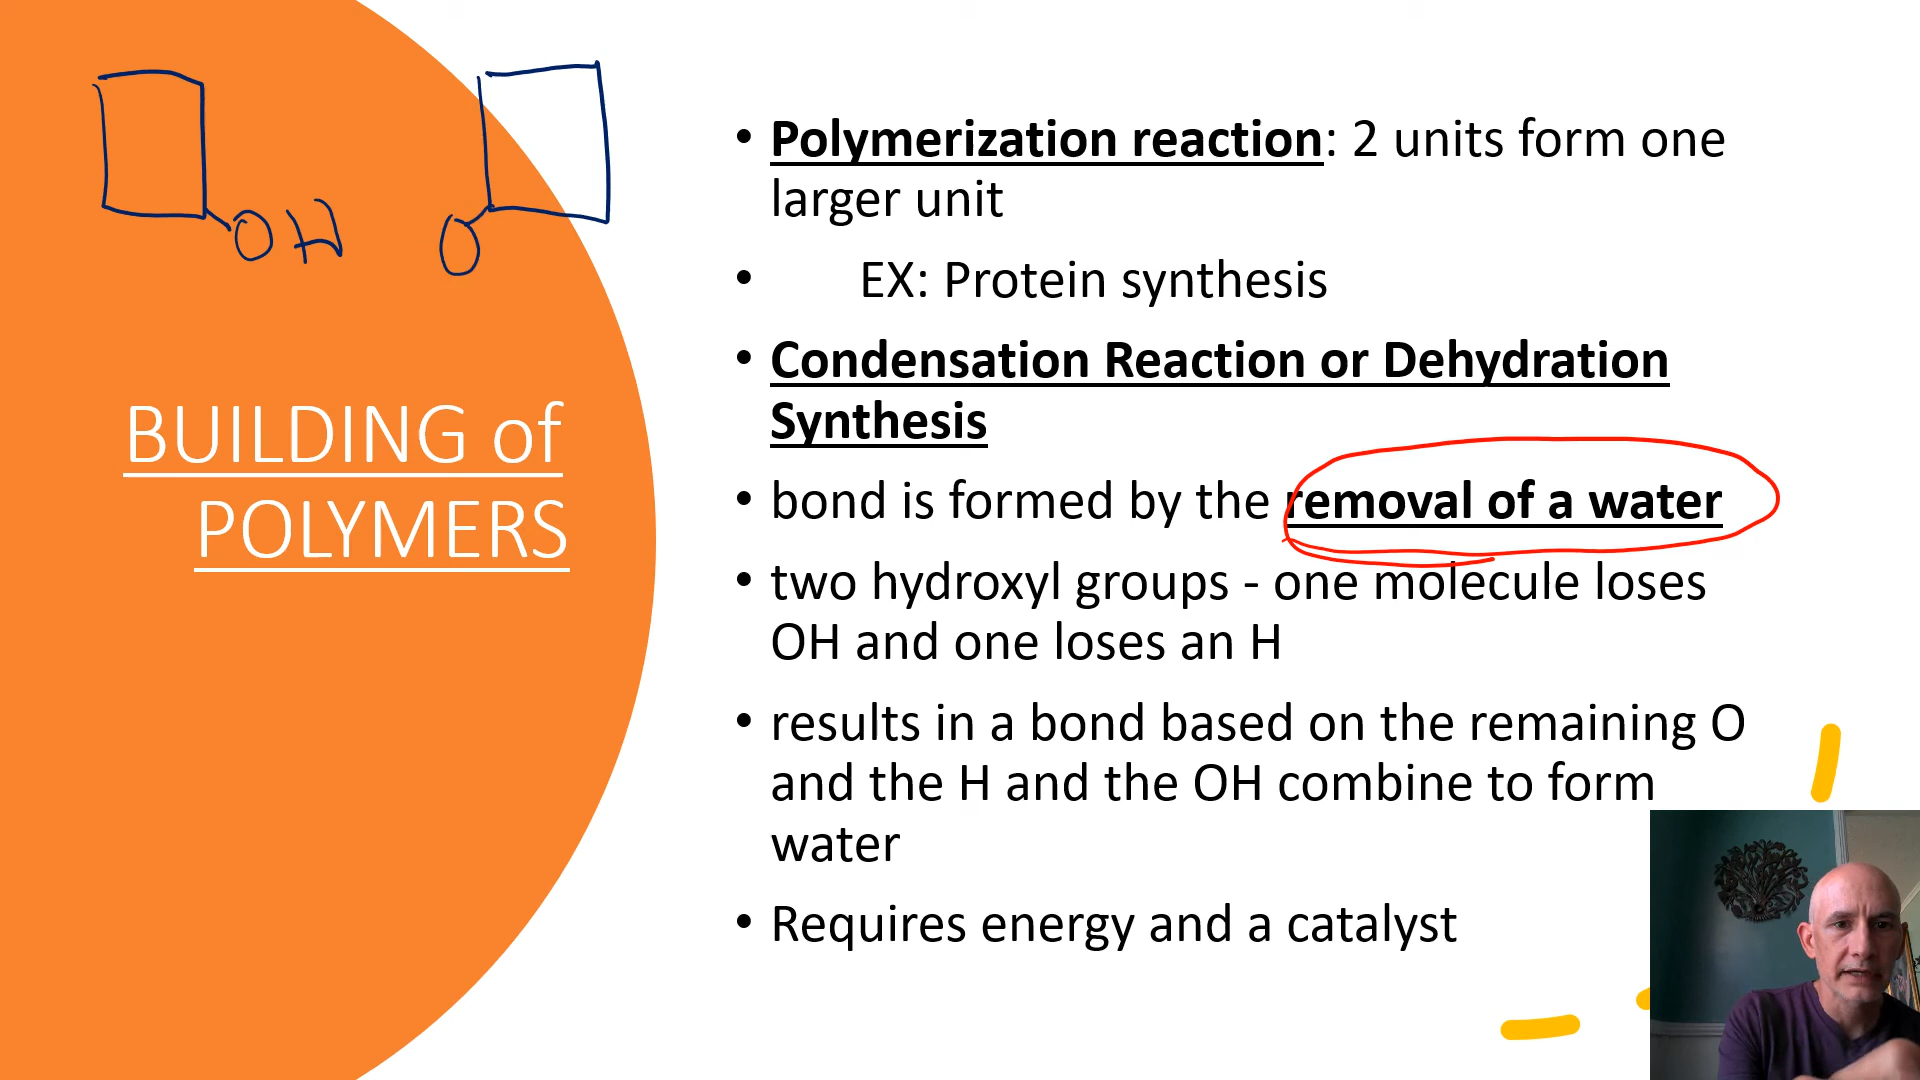 OH O
BUILDING of
POLYMERS
• Polymerization reaction: 2 units form one
larger unit
• EX: Protein synthesis
• Condensation Reaction or Dehydration
Synthesis
• bond is formed by the removal of a water
• two hydroxyl groups - one molecule loses
OH and one loses an H
• results in a bond based on the remaining O
and the H and the OH combine to form
water
• Requires energy and a catalyst